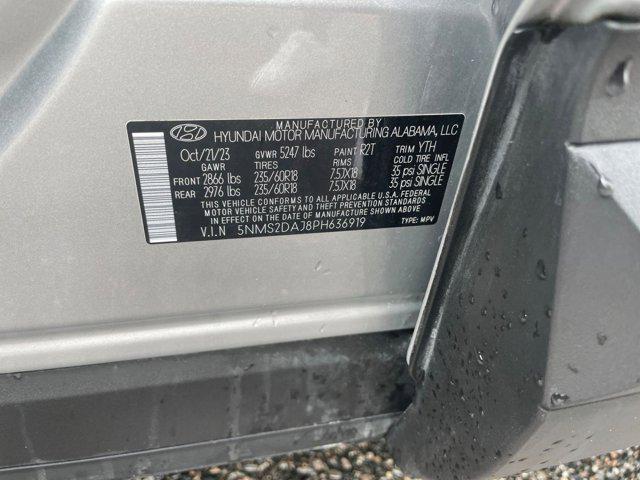 MANUFACTURED BY
HYUNDAI MOTOR MANUFACTURING ALABAMA, LLC
Oct/21/23 GVWR 5247 lbs PAINT R2T TRIM YTH
GAWR TIRES RIMS COLD TIRE INFL
FRONT 2866 lbs 235/60R18 7.5JX18 35 psi SINGLE
REAR 2976 lbs 235/60R18 7.5JX18 35 psi SINGLE
THIS VEHICLE CONFORMS TO ALL APPLICABLE U.S.A. FEDERAL
MOTOR VEHICLE SAFETY AND THEFT PREVENTION STANDARDS
IN EFFECT ON THE DATE OF MANUFACTURE SHOWN ABOVE.
V.I.N 5NMS2DAJ8PH636919 TYPE: MPV